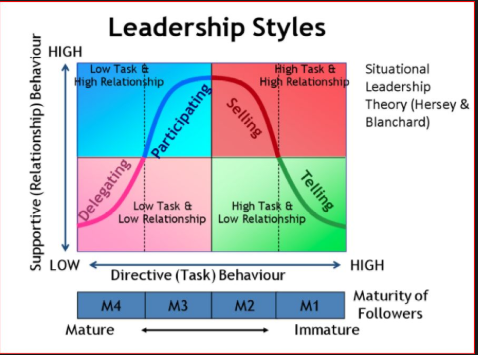 Leadership Styles
Supportive (Relationship) Behaviour
HIGH
LOW
Low Task &
High Relationship
High Task &
High Relationship
Participating
Selling
Delegating
Telling
Low Task &
Low Relationship
High Task &
Low Relationship
Situational
Leadership
Theory (Hersey &
Blanchard)
HIGH
Directive (Task) Behaviour
M4
M3
M2
M1
Maturity of
Followers
Mature
Immature